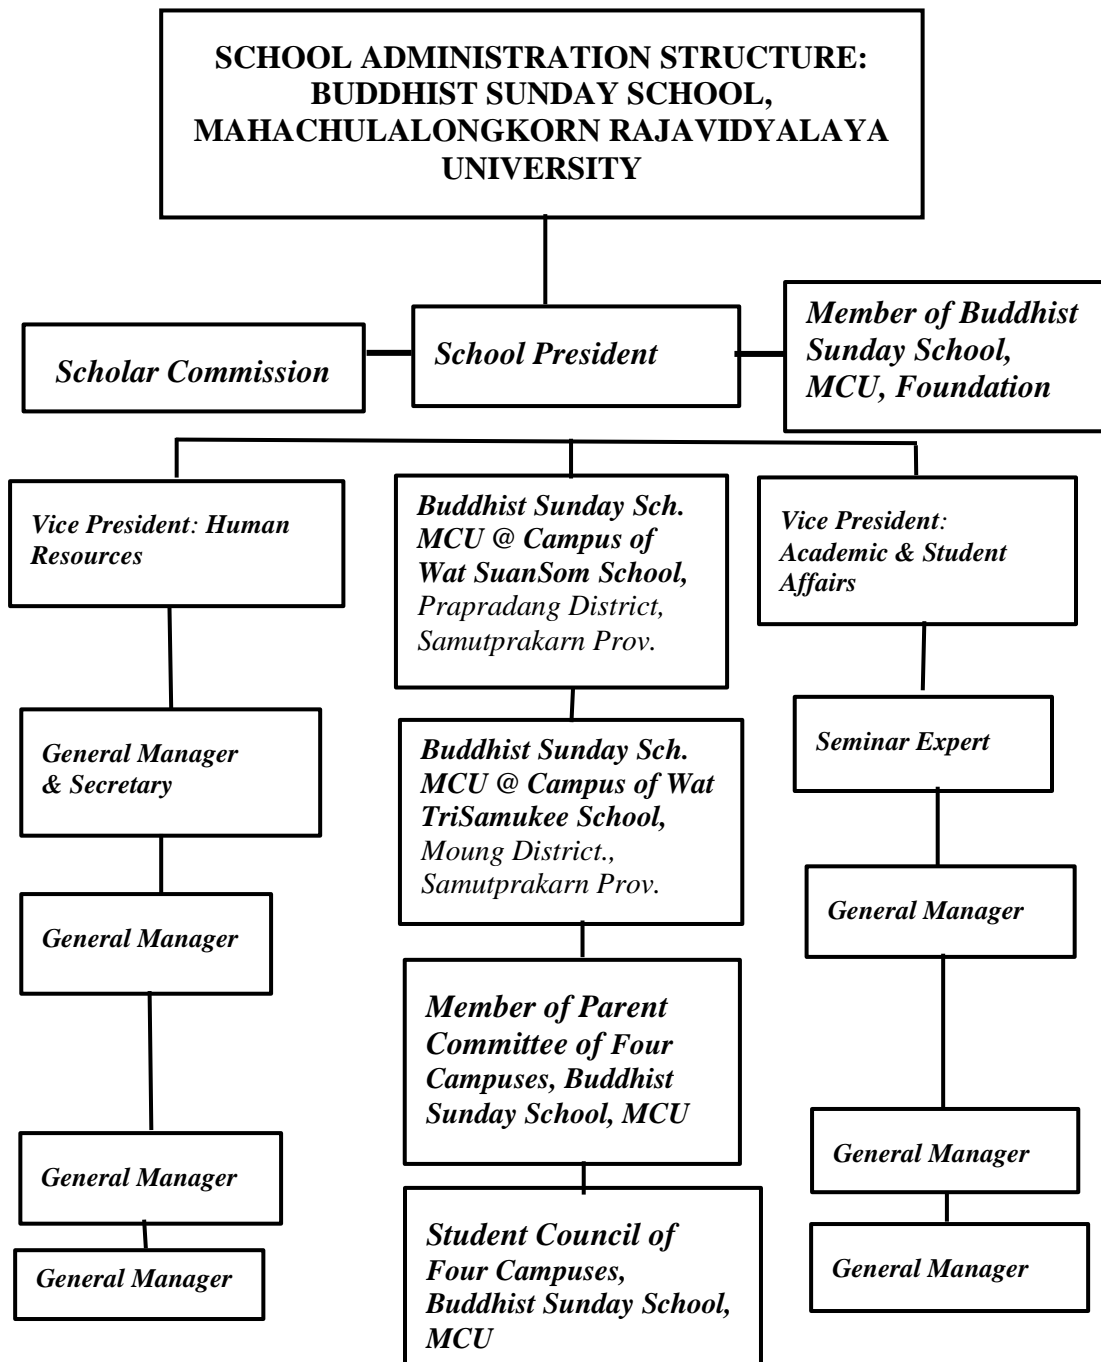 SCHOOL ADMINISTRATION STRUCTURE:
BUDDHIST SUNDAY SCHOOL,
MAHACHULALONGKORN RAJAVIDYALAYA
UNIVERSITY
Scholar Commission
School President
Member of Buddhist
Sunday School,
MCU, Foundation
Vice President: Human
Resources
General Manager
& Secretary
General Manager
General Manager
General Manager
Buddhist Sunday Sch.
MCU @ Campus of
Wat SuanSom School,
Prapradang District,
Samutprakarn Prov.
Buddhist Sunday Sch.
MCU @ Campus of Wat
TriSamukee School,
Moung District.,
Samutprakarn Prov.
Member of Parent
Committee of Four
Campuses, Buddhist
Sunday School, MCU
Student Council of
Four Campuses,
Buddhist Sunday School,
MCU
Vice President:
Academic & Student
Affairs
Seminar Expert
General Manager
General Manager
General Manager